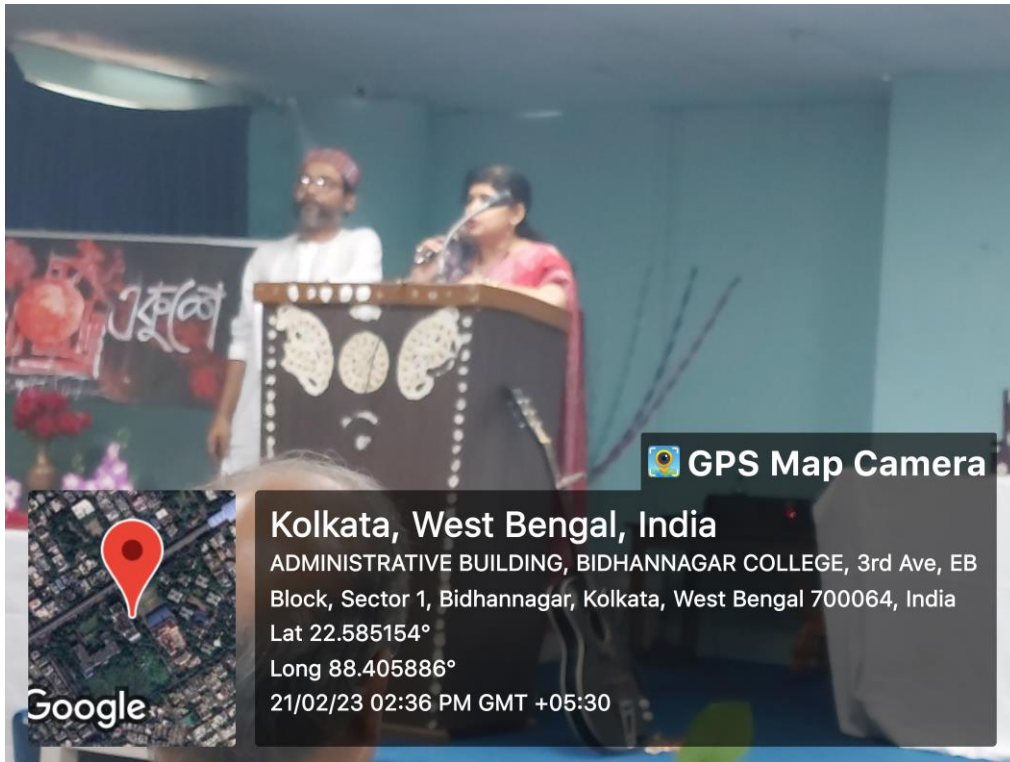 একুশে
GPS Map Camera
Kolkata, West Bengal, India
ADMINISTRATIVE BUILDING, BIDHANNAGAR COLLEGE, 3rd Ave, EB
Block, Sector 1, Bidhannagar, Kolkata, West Bengal 700064, India
Lat 22.585154°
Long 88.405886°
21/02/23 02:36 PM GMT +05:30
Google